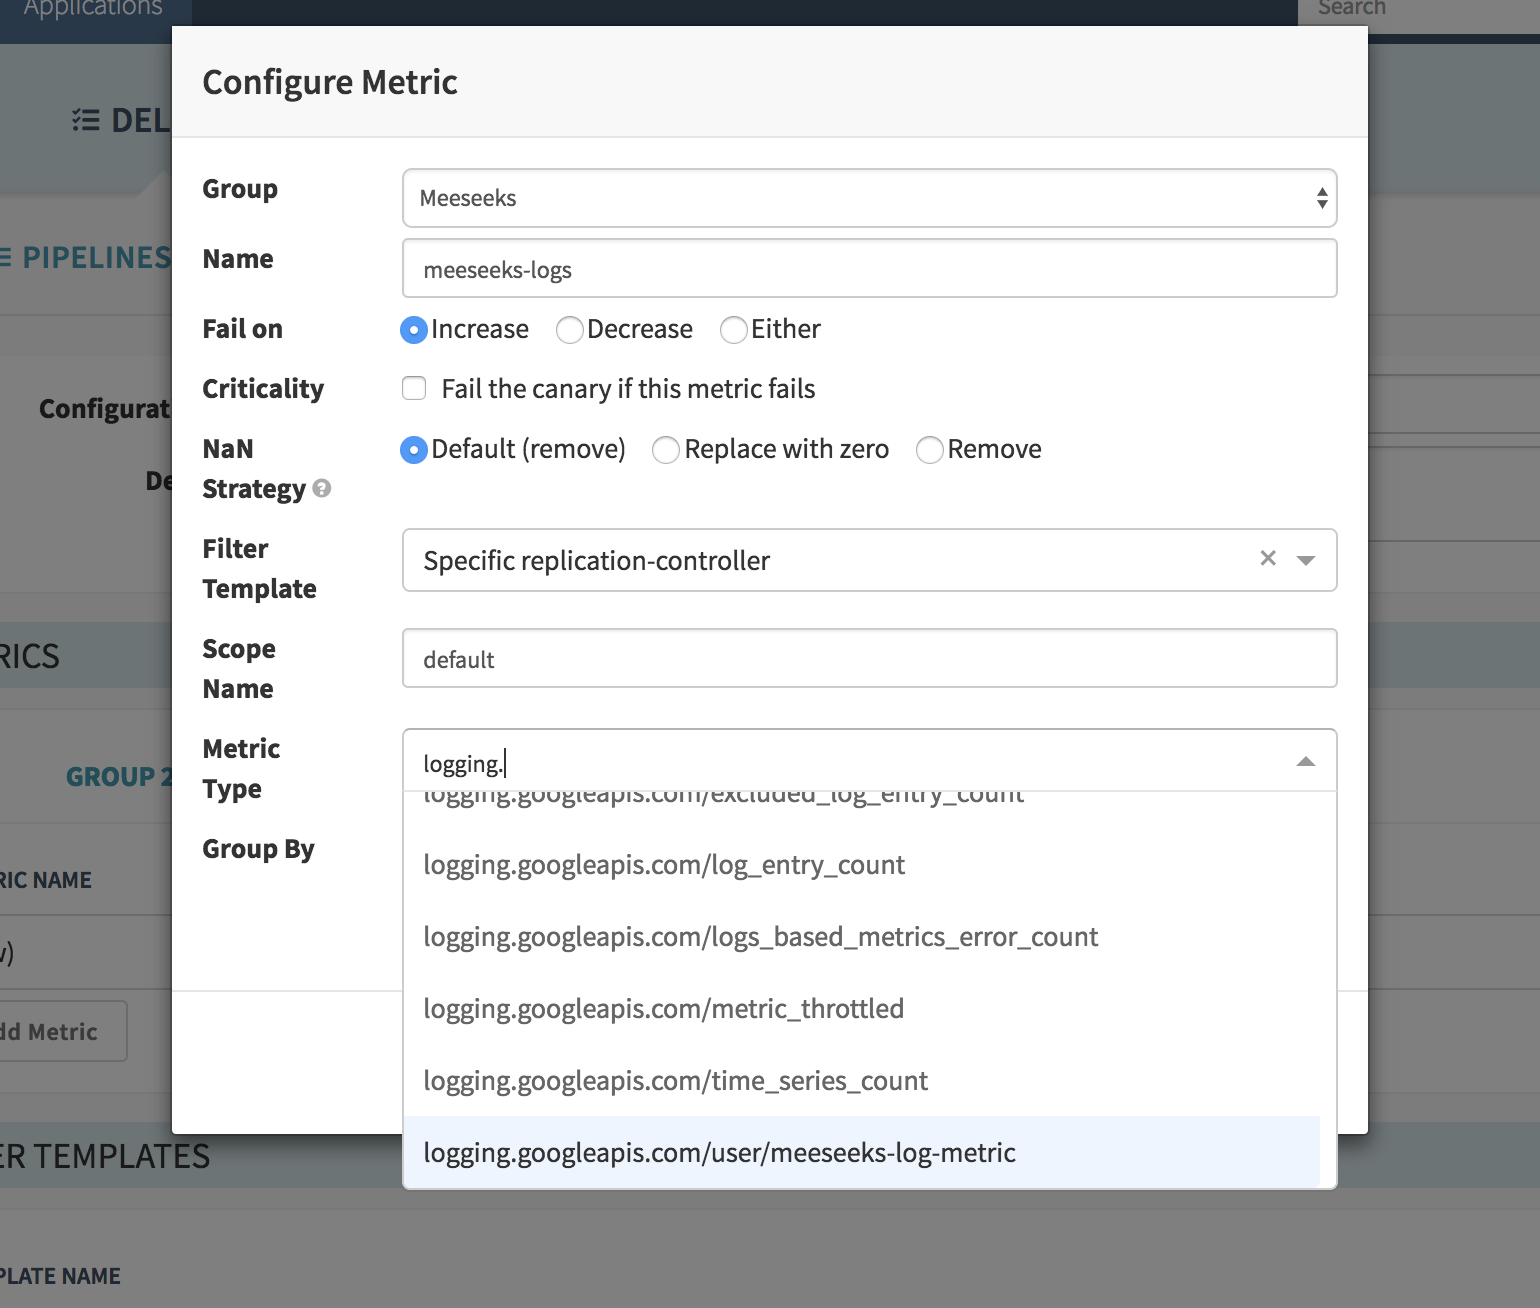 Applications
Search
Configure Metric
DEL
Group
Meeseeks
PIPELINES
Name
meeseeks-logs
Fail on
Increase
Decrease
Either
Criticality
Fail the canary if this metric fails
Configurat
NaN
Strategy
Default (remove)
Replace with zero
Remove
De
Filter
Template
Specific replication-controller
Scope
Name
default
RICS
Metric
Type
logging.
GROUP 2
logging.googleapis.com/excluded_log_entry_count
Group By
logging.googleapis.com/log_entry_count
RIC NAME
logging.googleapis.com/logs_based_metrics_error_count
w)
logging.googleapis.com/metric_throttled
dd Metric
logging.googleapis.com/time_series_count
logging.googleapis.com/user/meeseeks-log-metric
ER TEMPLATES
PLATE NAME